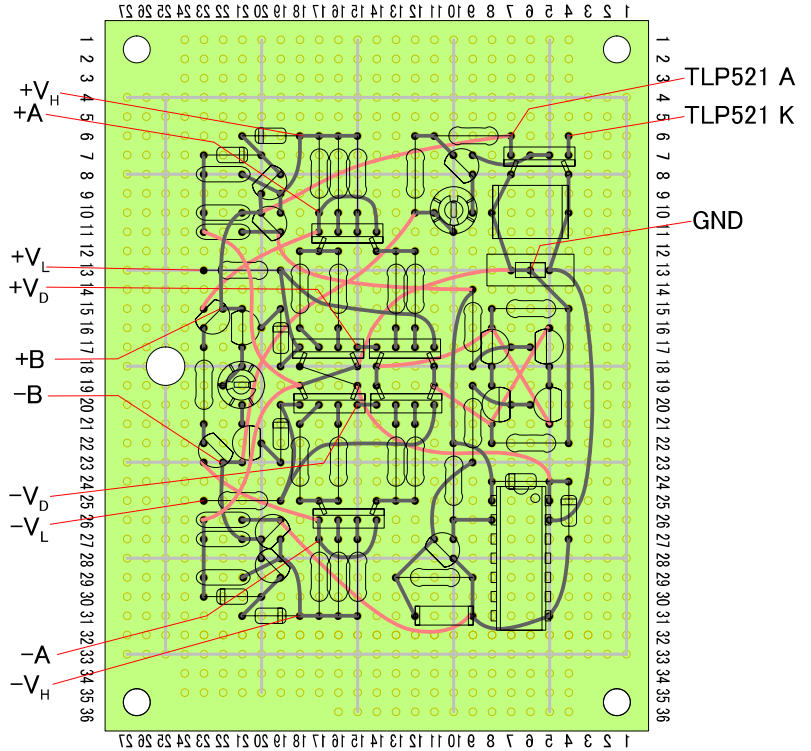 27 26 25 24 23 22 21 20 19 18 17 16 15 14 13 12 11 10 9 8 7 6 5 4 3 2 1
1 1
2 2
3 3
TLP521 A
4 4
+VH
5 5
+A
TLP521 K
6 6
7 7
8 8
9 9
10 10
GND
11 11
12 12
+VL
13 13
+VD
14 14
15 15
16 16
17 17
+B
18 18
19 19
−B
20 20
21 21
22 22
23 23
24 24
−VD
25 25
−VL
26 26
27 27
28 28
29 29
30 30
31 31
32 32
−A
33 33
34 34
−VH
35 35
36 36
27 26 25 24 23 22 21 20 19 18 17 16 15 14 13 12 11 10 9 8 7 6 5 4 3 2 1